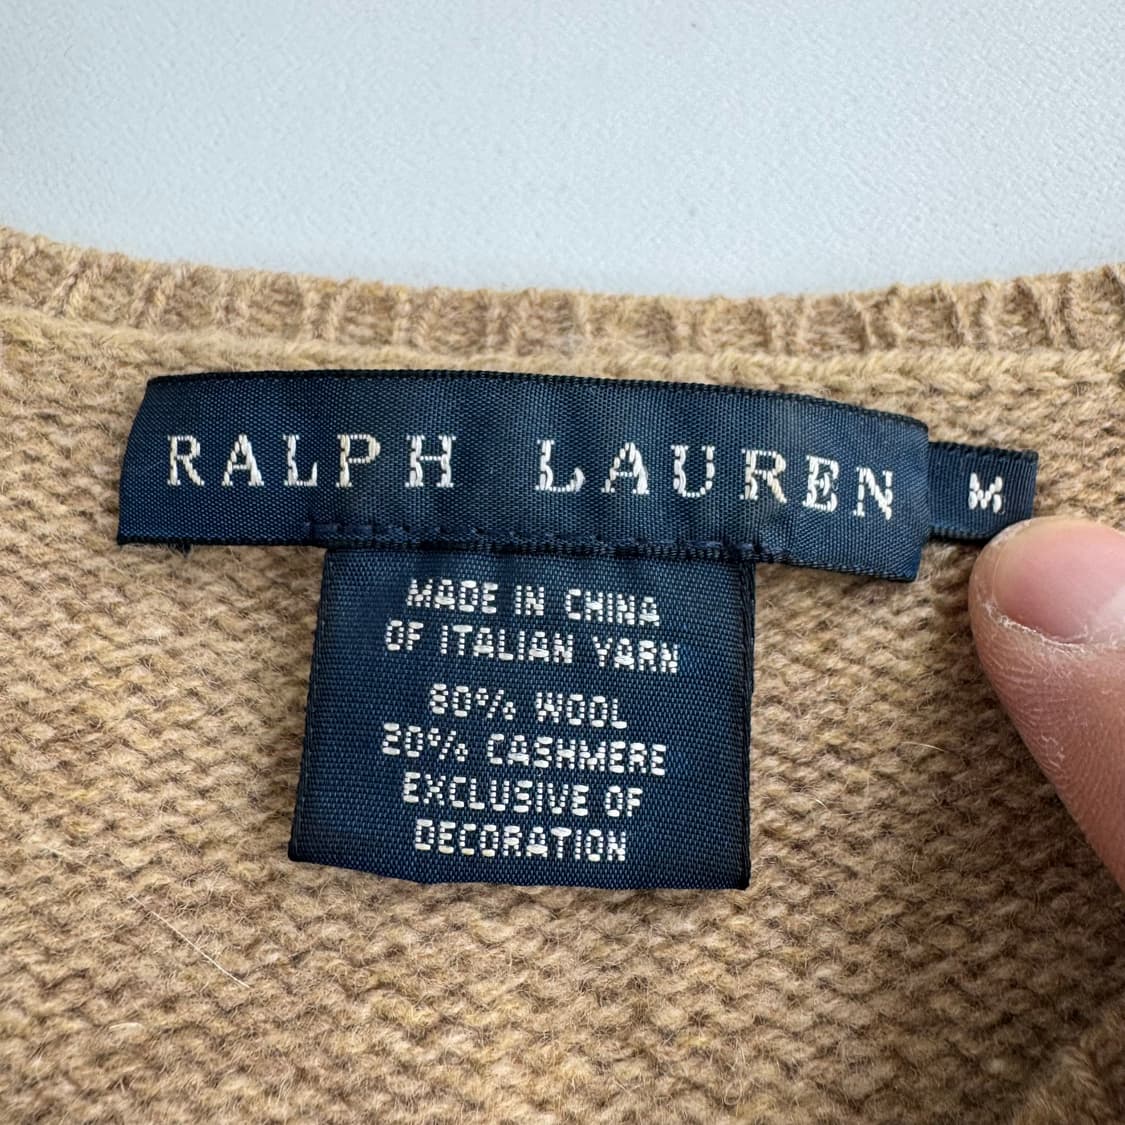 RALPH LAUREN
M
MADE IN CHINA
OF ITALIAN YARN
80% WOOL
20% CASHMERE
EXCLUSIVE OF
DECORATION